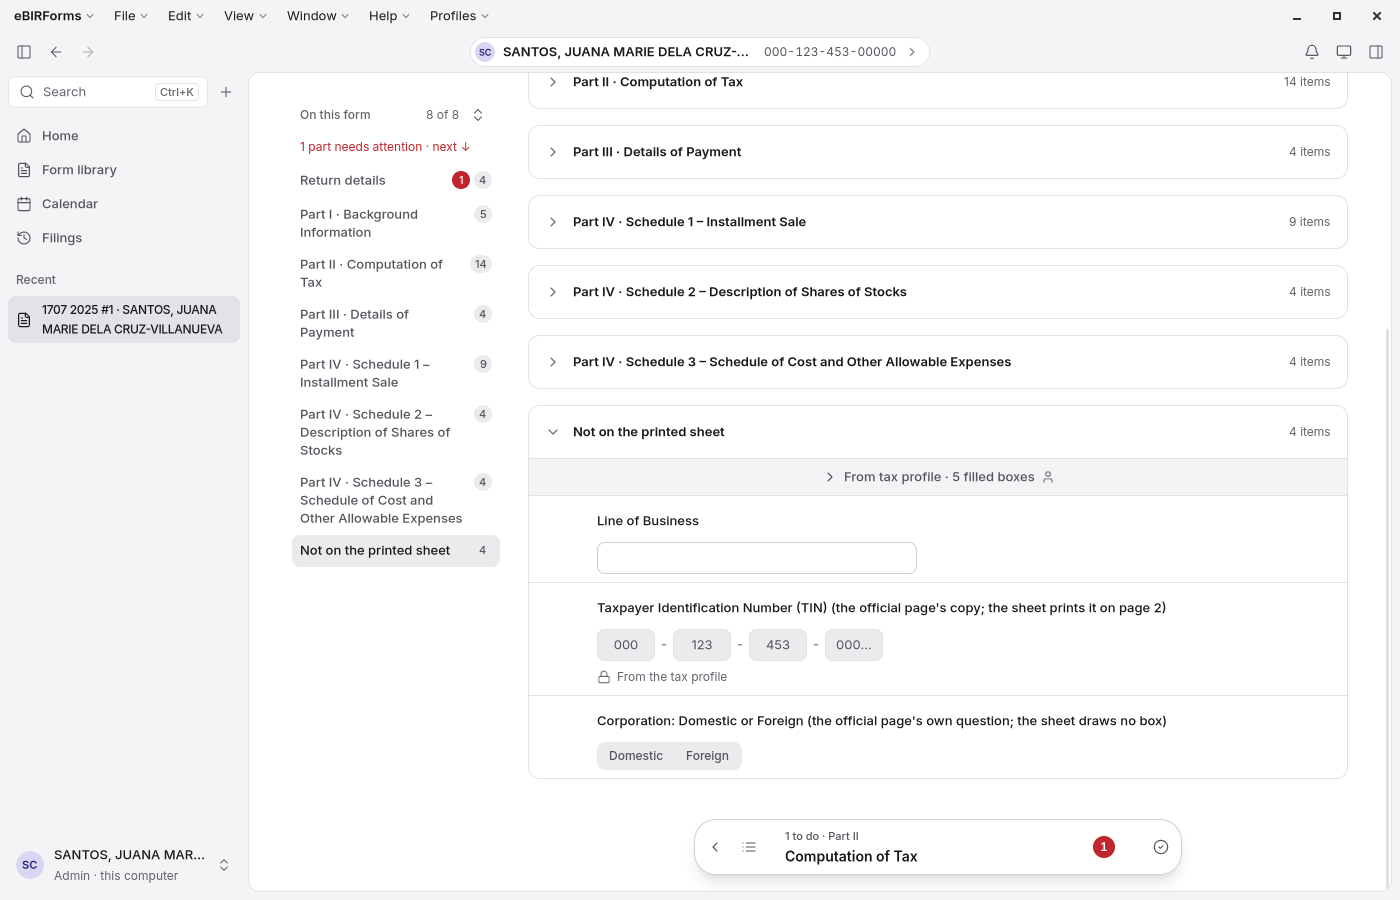 eBIRForms File Edit View Window Help Profiles
SC SANTOS, JUANA MARIE DELA CRUZ-... 000-123-453-00000
Search Ctrl+K
Home
Form library
Calendar
Filings
Recent
1707 2025 #1 · SANTOS, JUANA
MARIE DELA CRUZ-VILLANUEVA
SC SANTOS, JUANA MAR...
Admin · this computer
On this form 8 of 8
1 part needs attention · next ↓
Return details 1 4
Part I · Background 5
Information
Part II · Computation of 14
Tax
Part III · Details of 4
Payment
Part IV · Schedule 1 – 9
Installment Sale
Part IV · Schedule 2 – 4
Description of Shares of
Stocks
Part IV · Schedule 3 – 4
Schedule of Cost and
Other Allowable Expenses
Not on the printed sheet 4
Part II · Computation of Tax 14 items
Part III · Details of Payment 4 items
Part IV · Schedule 1 – Installment Sale 9 items
Part IV · Schedule 2 – Description of Shares of Stocks 4 items
Part IV · Schedule 3 – Schedule of Cost and Other Allowable Expenses 4 items
Not on the printed sheet 4 items
From tax profile · 5 filled boxes
Line of Business
Taxpayer Identification Number (TIN) (the official page's copy; the sheet prints it on page 2)
000 - 123 - 453 - 000...
From the tax profile
Corporation: Domestic or Foreign (the official page's own question; the sheet draws no box)
Domestic Foreign
1 to do · Part II
Computation of Tax 1